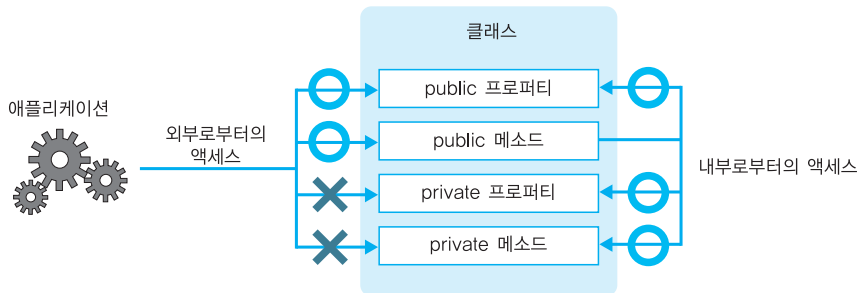 클래스
public 프로퍼티
애플리케이션
외부로부터의
액세스
public 메소드
내부로부터의 액세스
private 프로퍼티
private 메소드